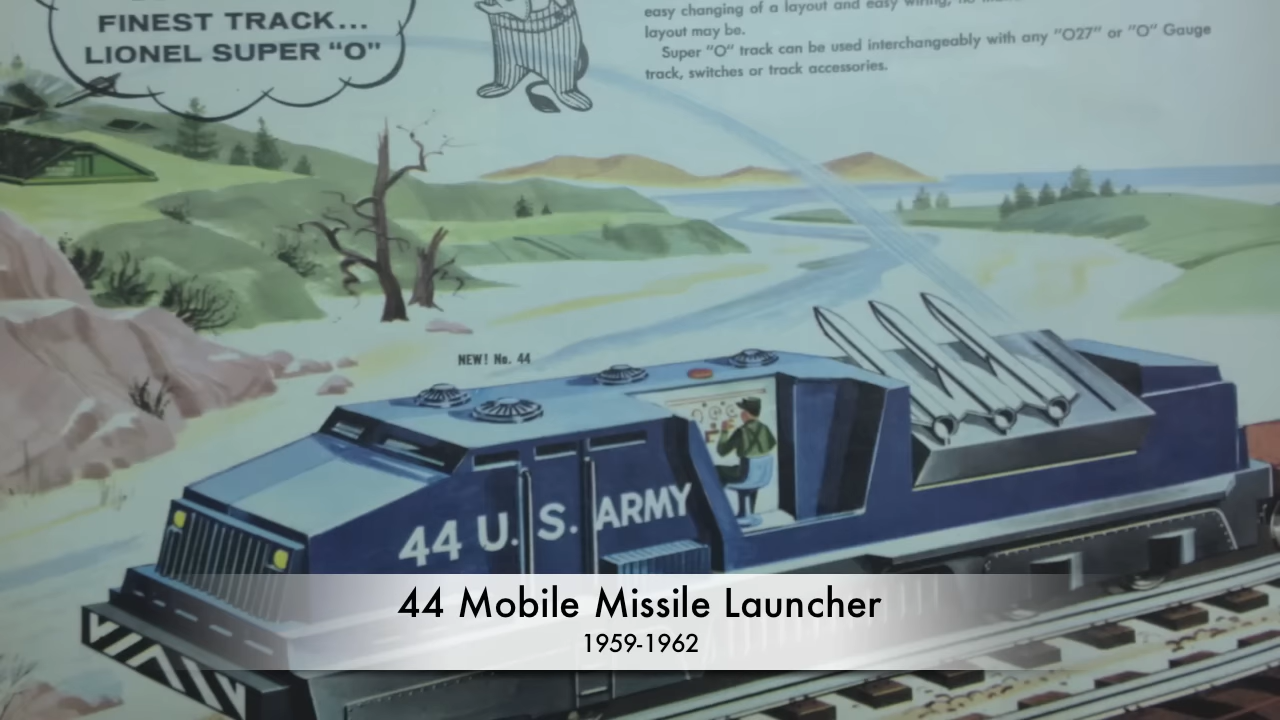 FINEST TRACK...
LIONEL SUPER "O"
easy changing of a layout and easy wiring, no
layout may be.
Super "O" track can be used interchangeably with any "O27" or "O" Gauge
track, switches or track accessories.
NEW! No. 44
44 U.S. ARMY
44 Mobile Missile Launcher
1959-1962